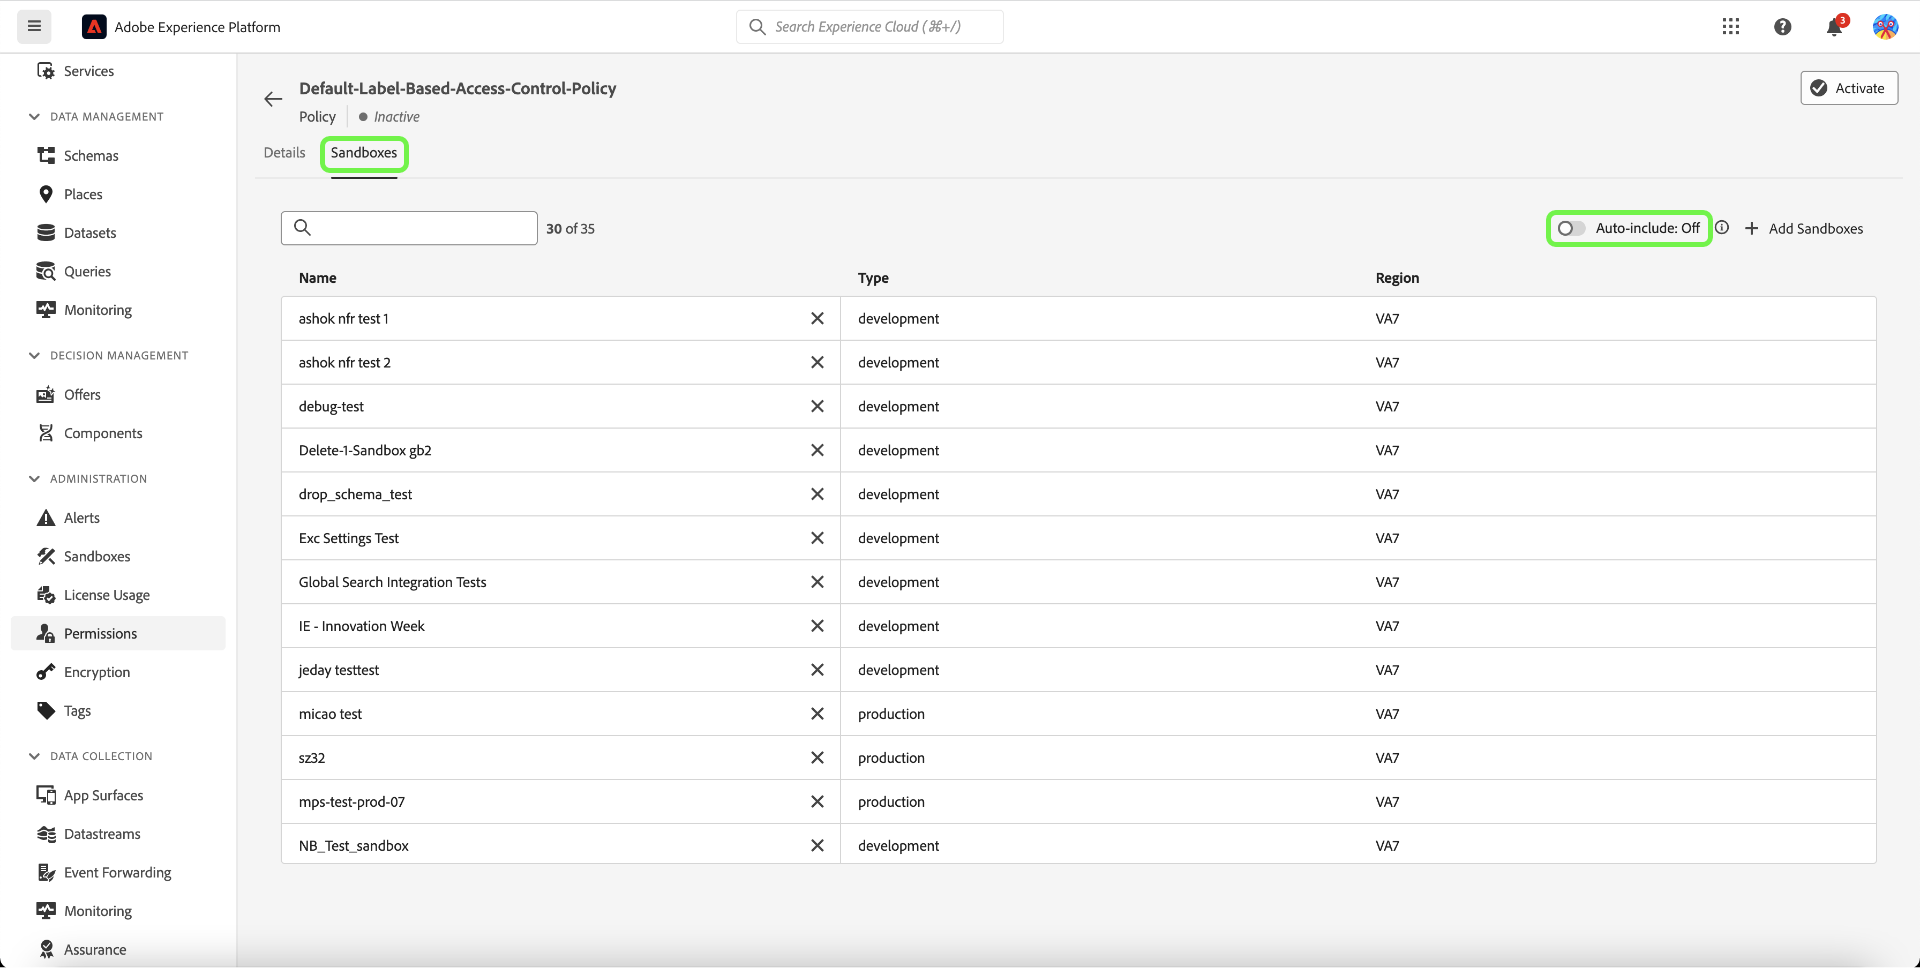 Adobe Experience Platform
Search Experience Cloud (⌘+/)
3
Services
DATA MANAGEMENT
Schemas
Places
Datasets
Queries
Monitoring
DECISION MANAGEMENT
Offers
Components
ADMINISTRATION
Alerts
Sandboxes
License Usage
Permissions
Encryption
Tags
DATA COLLECTION
App Surfaces
Datastreams
Event Forwarding
Monitoring
Assurance
Default-Label-Based-Access-Control-Policy
Policy Inactive
Activate
Details Sandboxes
30 of 35
Auto-include: Off
Add Sandboxes
Name Type Region
ashok nfr test 1 development VA7
ashok nfr test 2 development VA7
debug-test development VA7
Delete-1-Sandbox gb2 development VA7
drop_schema_test development VA7
Exc Settings Test development VA7
Global Search Integration Tests development VA7
IE - Innovation Week development VA7
jeday testtest development VA7
micao test production VA7
sz32 production VA7
mps-test-prod-07 production VA7
NB_Test_sandbox development VA7